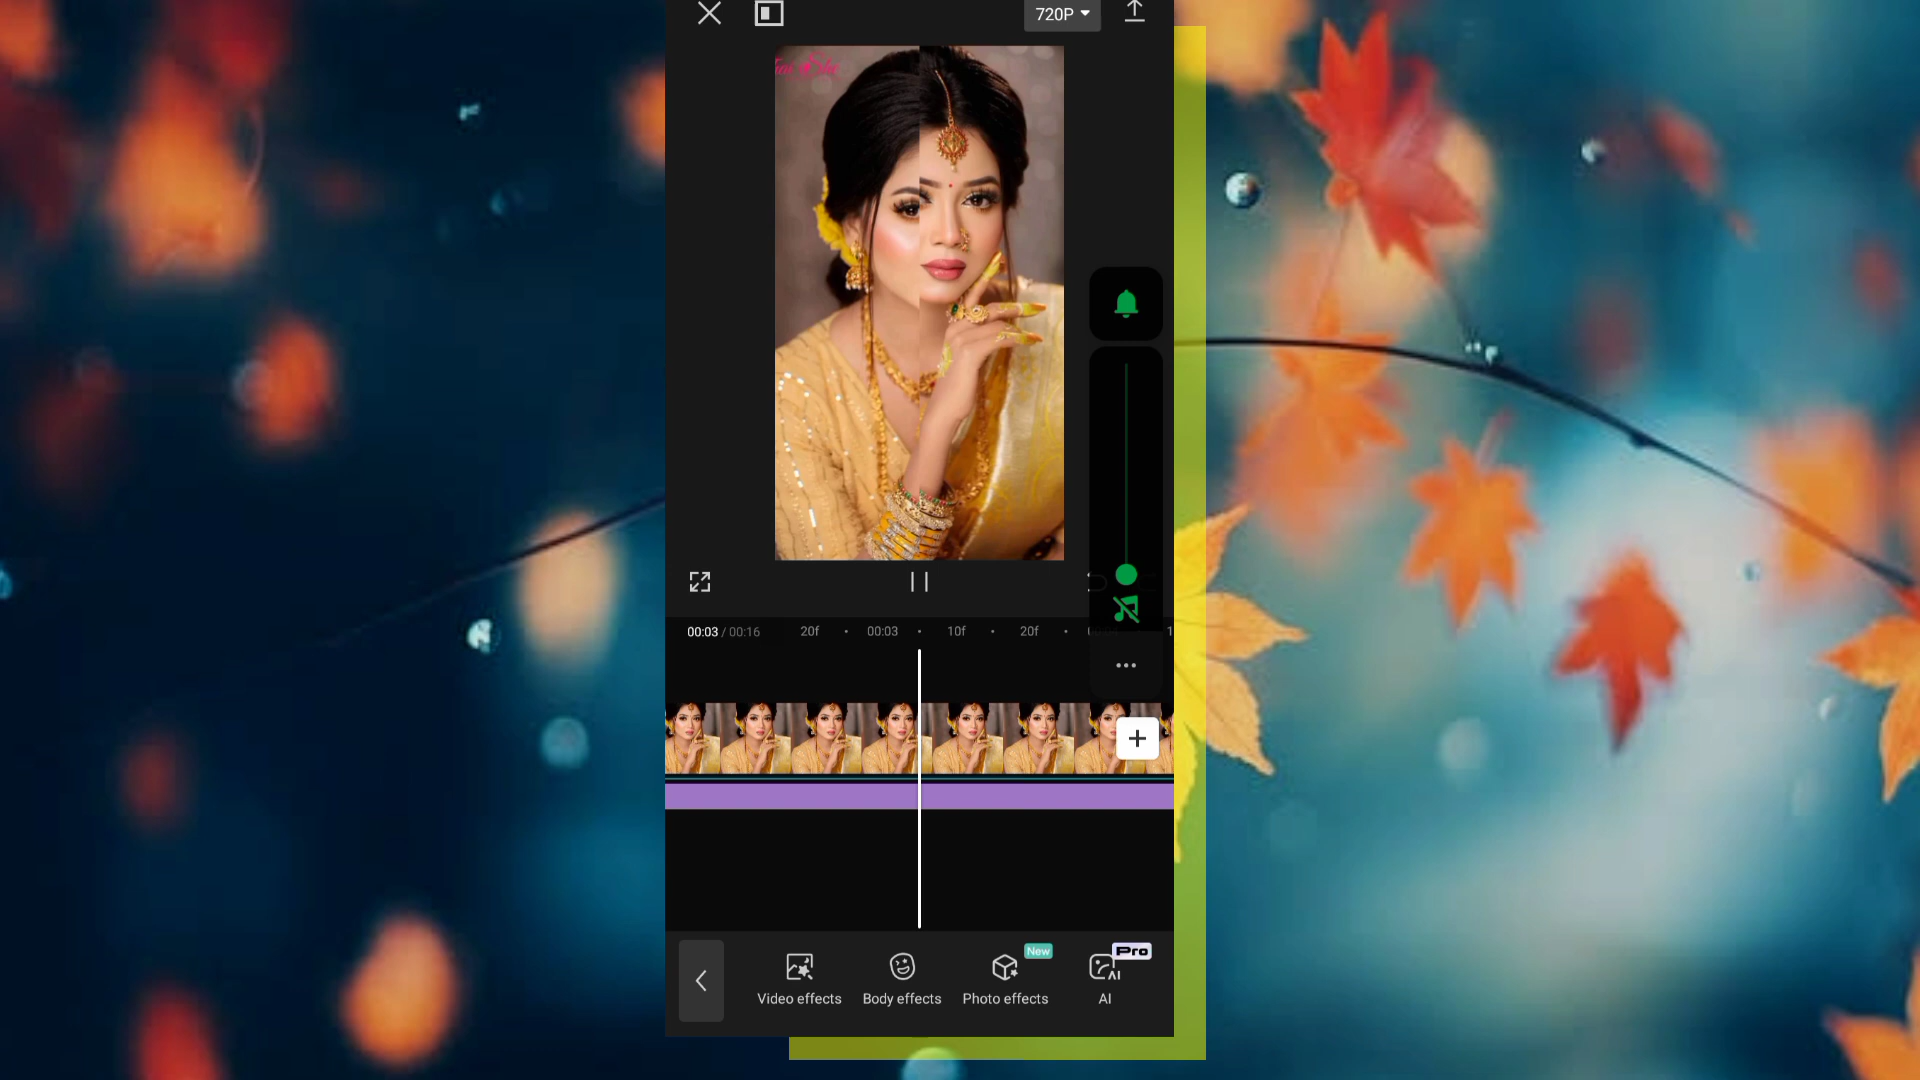 720P
00:03 / 00:16
20f
00:03
10f
20f
New
Pro
Video effects
Body effects
Photo effects
AI
AI